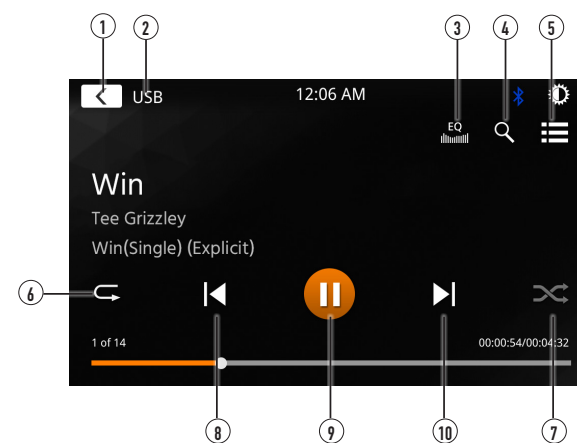 1 2 3 4 5
USB 12:06 AM
EQ
Win
Tee Grizzley
Win(Single) (Explicit)
6
1 of 14 00:00:54/00:04:32
8 9 10 7